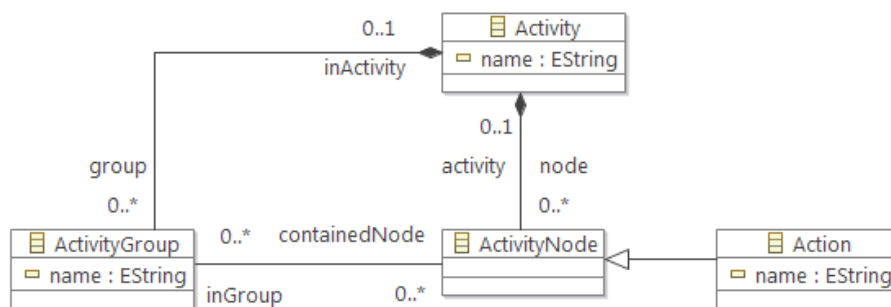 0..1
Activity
name : EString
inActivity
0..1
activity
node
group
0..*
0..*
0..*
containedNode
ActivityGroup
ActivityNode
Action
name : EString
name : EString
inGroup
0..*